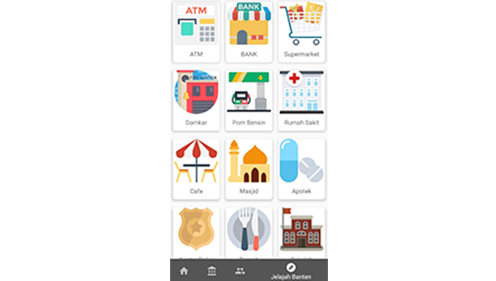 ATM
BANK
ATM
BANK
Supermarket
Damkar
Pom Bensin
Rumah Sakit
Cafe
Masjid
Apotek
Jelajah Banten